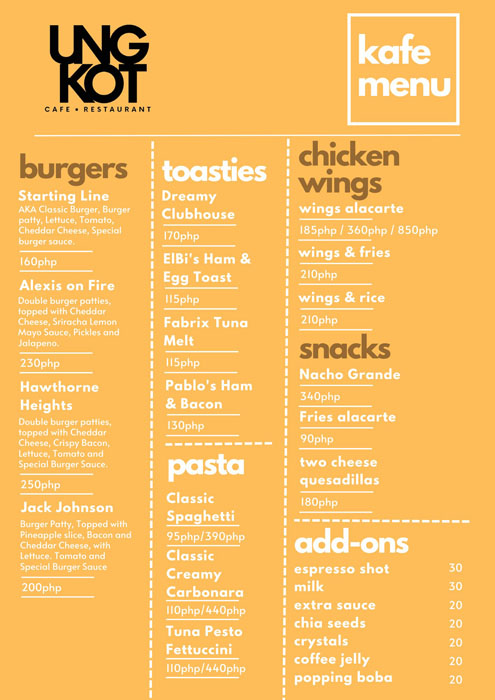 UNG
KOT
CAFE • RESTAURANT
kafe
menu
burgers
Starting Line
AKA Classic Burger, Burger
patty, Lettuce, Tomato,
Cheddar Cheese, Special
burger sauce.
160php
Alexis on Fire
Double burger patties,
topped with Cheddar
Cheese, Sriracha Lemon
Mayo Sauce, Pickles and
Jalapeno.
230php
Hawthorne
Heights
Double burger patties,
topped with Cheddar
Cheese, Crispy Bacon,
Lettuce, Tomato and
Special Burger Sauce.
250php
Jack Johnson
Burger Patty, Topped with
Pineapple slice, Bacon and
Cheddar Cheese, with
Lettuce. Tomato and
Special Burger Sauce
200php
toasties
Dreamy
Clubhouse
170php
ElBi's Ham &
Egg Toast
115php
Fabrix Tuna
Melt
115php
Pablo's Ham
& Bacon
130php
pasta
Classic
Spaghetti
95php/390php
Classic
Creamy
Carbonara
110php/440php
Tuna Pesto
Fettuccini
110php/440php
chicken
wings
wings alacarte
185php / 360php / 850php
wings & fries
210php
wings & rice
210php
snacks
Nacho Grande
340php
Fries alacarte
90php
two cheese
quesadillas
180php
add-ons
espresso shot 30
milk 30
extra sauce 20
chia seeds 20
crystals 20
coffee jelly 20
popping boba 20